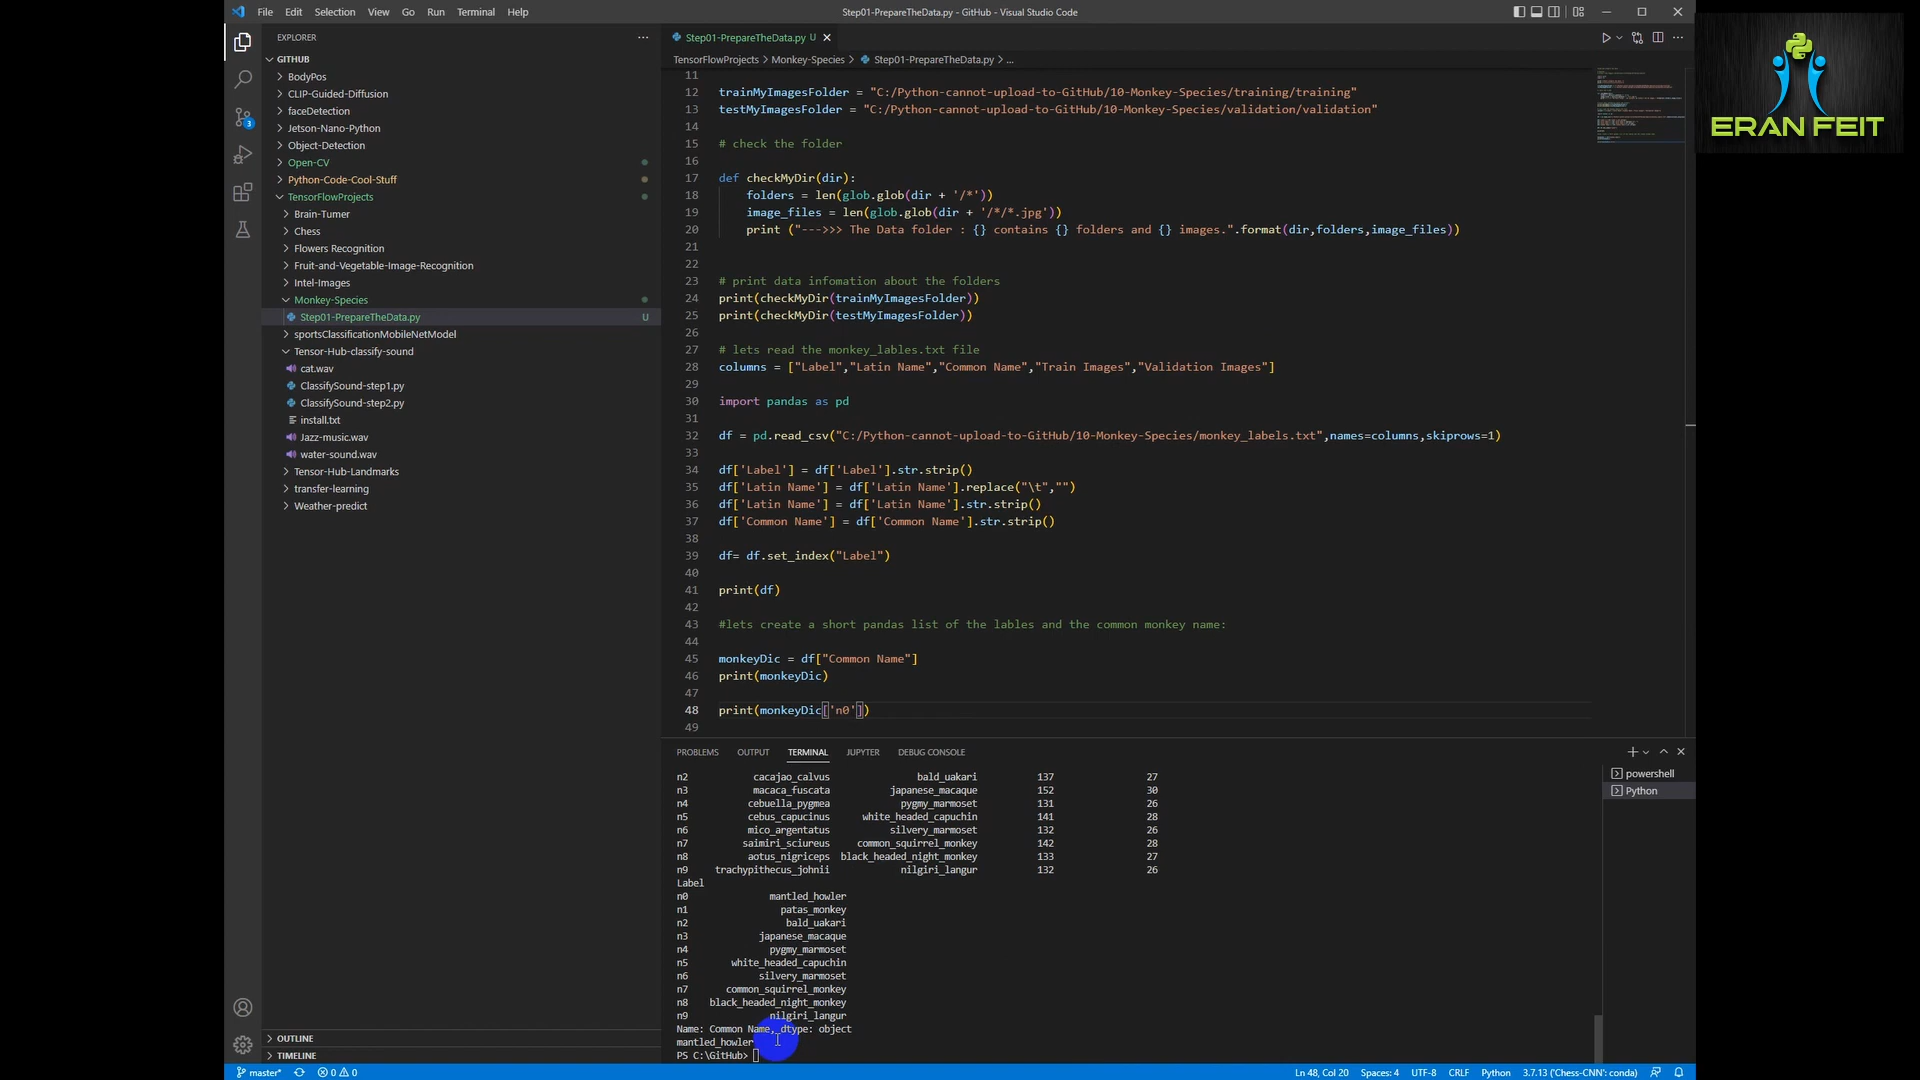 File Edit Selection View Go Run Terminal Help
Step01-PrepareTheData.py - GitHub - Visual Studio Code
EXPLORER
GITHUB
BodyPos
CLIP-Guided-Diffusion
faceDetection
Jetson-Nano-Python
Object-Detection
Open-CV
Python-Code-Cool-Stuff
TensorFlowProjects
Brain-Tumer
Chess
Flowers Recognition
Fruit-and-Vegetable-Image-Recognition
Intel-Images
Monkey-Species
Step01-PrepareTheData.py U
sportsClassificationMobileNetModel
Tensor-Hub-classify-sound
cat.wav
ClassifySound-step1.py
ClassifySound-step2.py
install.txt
Jazz-music.wav
water-sound.wav
Tensor-Hub-Landmarks
transfer-learning
Weather-predict
OUTLINE
TIMELINE
3
Step01-PrepareTheData.py U
TensorFlowProjects > Monkey-Species > Step01-PrepareTheData.py > ...
11
12 trainMyImagesFolder = "C:/Python-cannot-upload-to-GitHub/10-Monkey-Species/training/training"
13 testMyImagesFolder = "C:/Python-cannot-upload-to-GitHub/10-Monkey-Species/validation/validation"
14
15 # check the folder
16
17 def checkMyDir(dir):
18 folders = len(glob.glob(dir + '/*'))
19 image_files = len(glob.glob(dir + '/*/*.jpg'))
20 print ("--->>> The Data folder : {} contains {} folders and {} images.".format(dir,folders,image_files))
21
22
23 # print data infomation about the folders
24 print(checkMyDir(trainMyImagesFolder))
25 print(checkMyDir(testMyImagesFolder))
26
27 # lets read the monkey_lables.txt file
28 columns = ["Label","Latin Name","Common Name","Train Images","Validation Images"]
29
30 import pandas as pd
31
32 df = pd.read_csv("C:/Python-cannot-upload-to-GitHub/10-Monkey-Species/monkey_labels.txt",names=columns,skiprows=1)
33
34 df['Label'] = df['Label'].str.strip()
35 df['Latin Name'] = df['Latin Name'].replace("\t","")
36 df['Latin Name'] = df['Latin Name'].str.strip()
37 df['Common Name'] = df['Common Name'].str.strip()
38
39 df= df.set_index("Label")
40
41 print(df)
42
43 #lets create a short pandas list of the lables and the common monkey name:
44
45 monkeyDic = df["Common Name"]
46 print(monkeyDic)
47
48 print(monkeyDic['n0'])
49
PROBLEMS OUTPUT TERMINAL JUPYTER DEBUG CONSOLE
n2 cacajao_calvus bald_uakari 137 27
n3 macaca_fuscata japanese_macaque 152 30
n4 cebuella_pygmea pygmy_marmoset 131 26
n5 cebus_capucinus white_headed_capuchin 141 28
n6 mico_argentatus silvery_marmoset 132 26
n7 saimiri_sciureus common_squirrel_monkey 142 28
n8 aotus_nigriceps black_headed_night_monkey 133 27
n9 trachypithecus_johnii nilgiri_langur 132 26
Label
n0 mantled_howler
n1 patas_monkey
n2 bald_uakari
n3 japanese_macaque
n4 pygmy_marmoset
n5 white_headed_capuchin
n6 silvery_marmoset
n7 common_squirrel_monkey
n8 black_headed_night_monkey
n9 nilgiri_langur
Name: Common Name, dtype: object
mantled_howler
PS C:\GitHub>
powershell
Python
master* 0 0
Ln 48, Col 20 Spaces: 4 UTF-8 CRLF Python 3.7.13 ('Chess-CNN': conda)
ERAN FEIT